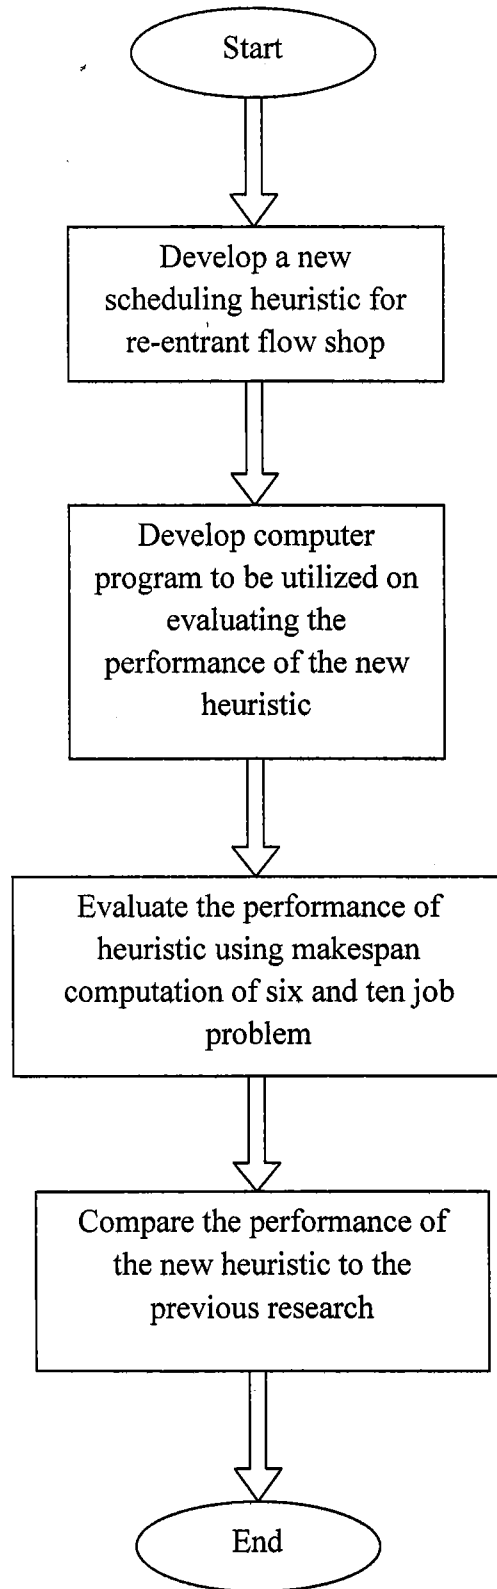 Start
Develop a new
scheduling heuristic for
re-entrant flow shop
Develop computer
program to be utilized on
evaluating the
performance of the new
heuristic
Evaluate the performance of
heuristic using makespan
computation of six and ten job
problem
Compare the performance of
the new heuristic to the
previous research
End